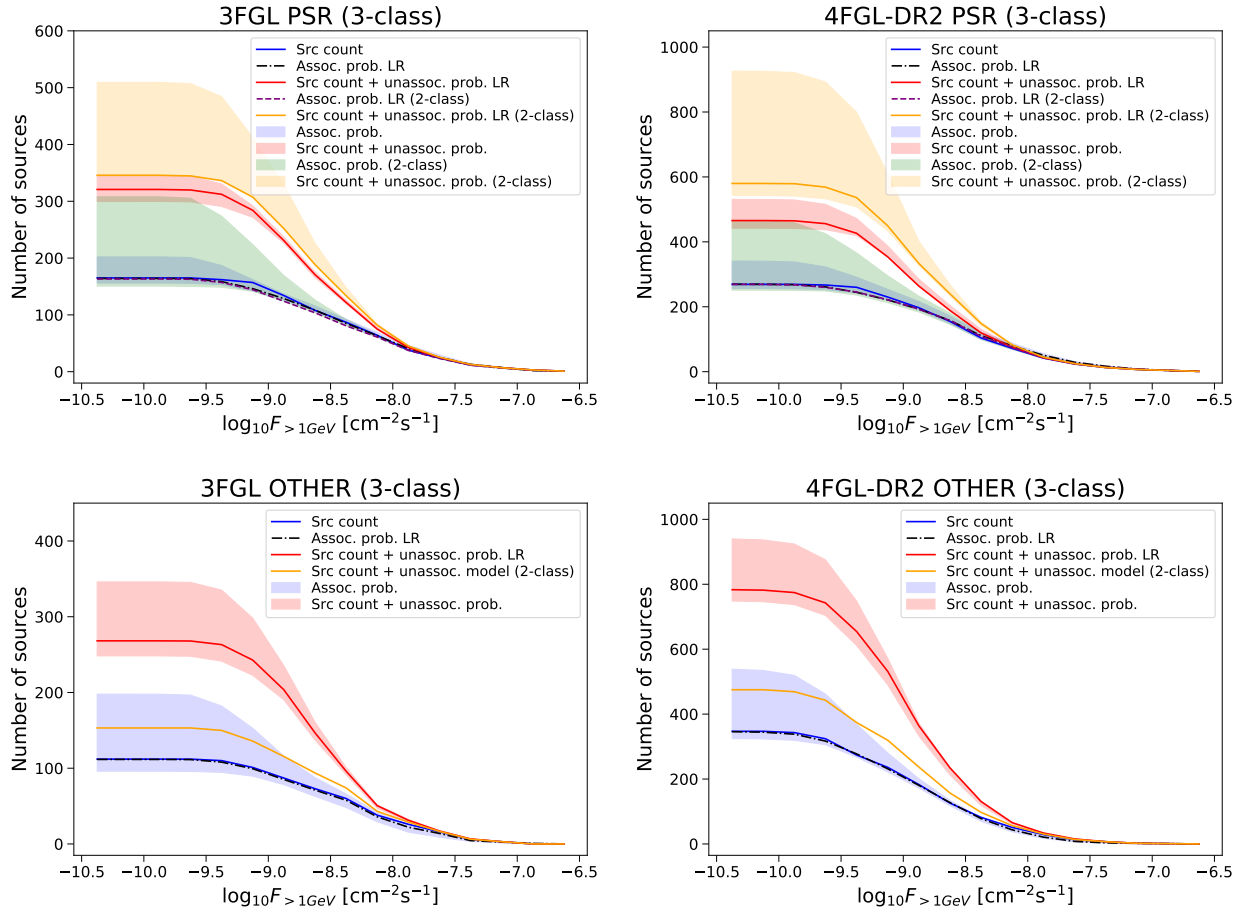 3FGL PSR (3-class)
600
500
400
300
200
100
0
Number of sources
Src count
Assoc. prob. LR
Src count + unassoc. prob. LR
Assoc. prob. LR (2-class)
Src count + unassoc. prob. LR (2-class)
Assoc. prob.
Src count + unassoc. prob.
Assoc. prob. (2-class)
Src count + unassoc. prob. (2-class)
−10.5 −10.0 −9.5 −9.0 −8.5 −8.0 −7.5 −7.0 −6.5
log₁₀F>1GeV [cm⁻²s⁻¹]
4FGL-DR2 PSR (3-class)
1000
800
600
400
200
0
Number of sources
Src count
Assoc. prob. LR
Src count + unassoc. prob. LR
Assoc. prob. LR (2-class)
Src count + unassoc. prob. LR (2-class)
Assoc. prob.
Src count + unassoc. prob.
Assoc. prob. (2-class)
Src count + unassoc. prob. (2-class)
−10.5 −10.0 −9.5 −9.0 −8.5 −8.0 −7.5 −7.0 −6.5
log₁₀F>1GeV [cm⁻²s⁻¹]
3FGL OTHER (3-class)
400
300
200
100
0
Number of sources
Src count
Assoc. prob. LR
Src count + unassoc. prob. LR
Src count + unassoc. model (2-class)
Assoc. prob.
Src count + unassoc. prob.
−10.5 −10.0 −9.5 −9.0 −8.5 −8.0 −7.5 −7.0 −6.5
log₁₀F>1GeV [cm⁻²s⁻¹]
4FGL-DR2 OTHER (3-class)
1000
800
600
400
200
0
Number of sources
Src count
Assoc. prob. LR
Src count + unassoc. prob. LR
Src count + unassoc. model (2-class)
Assoc. prob.
Src count + unassoc. prob.
−10.5 −10.0 −9.5 −9.0 −8.5 −8.0 −7.5 −7.0 −6.5
log₁₀F>1GeV [cm⁻²s⁻¹]